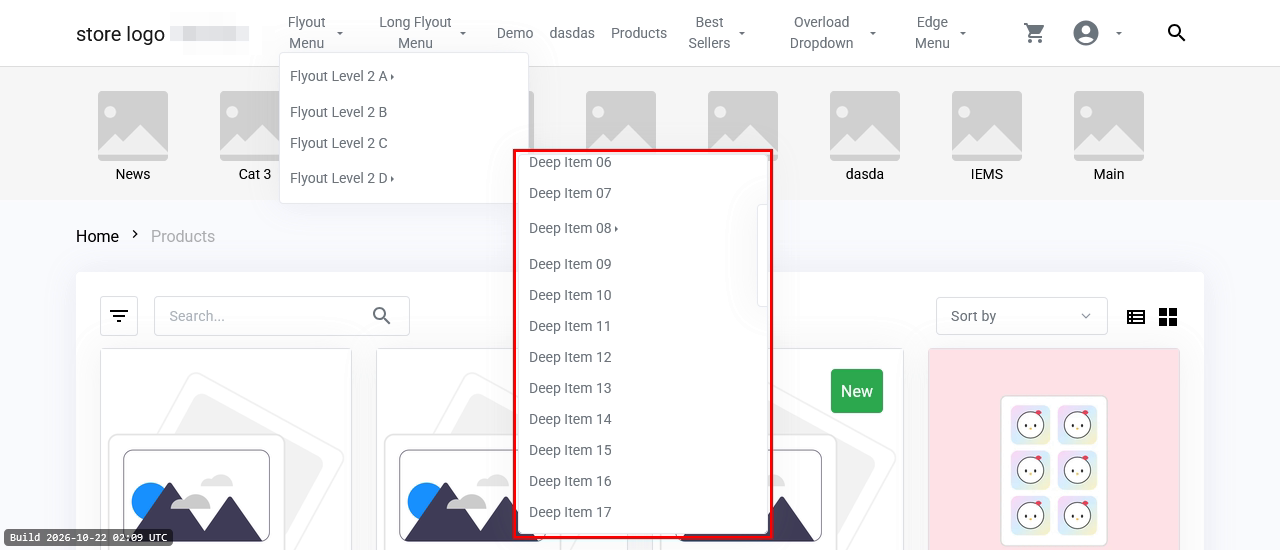 store logo
Flyout Menu
Long Flyout Menu
Demo
dasdas
Products
Best Sellers
Overload Dropdown
Edge Menu
Flyout Level 2 A
Flyout Level 2 B
Flyout Level 2 C
Flyout Level 2 D
News
Cat 3
dasda
IEMS
Main
Deep Item 06
Deep Item 07
Deep Item 08
Deep Item 09
Deep Item 10
Deep Item 11
Deep Item 12
Deep Item 13
Deep Item 14
Deep Item 15
Deep Item 16
Deep Item 17
Home > Products
Search...
Sort by
New
Build 2026-10-22 02:09 UTC